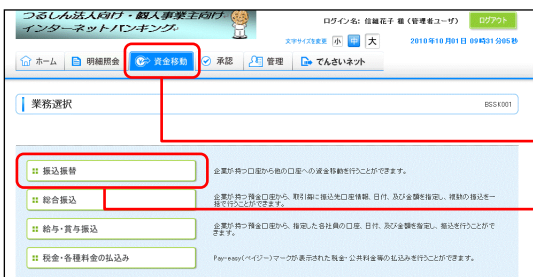 つるしん法人向け・個人事業主向け
インターネットバンキング
ログイン名: 信鶴花子 様 (管理者ユーザ)
ログアウト
文字サイズを変更 小 中 大
2010年10月01日 09時31分05秒
ホーム 明細照会 資金移動 承認 管理 でんさいネット
業務選択
BSSK001
振込振替
企業が持つ口座から他の口座への資金移動を行うことができます。
総合振込
企業が持つ預金口座から、取引毎に振込先口座情報、日付、及び金額を指定し、複数の振込を一
括で行うことができます。
給与・賞与振込
企業が持つ預金口座から、指定した各社員の口座、日付、及び金額を指定し、振込を行うことがで
きます。
税金・各種料金の払込み
Pay-easy(ペイジー)マークが表示された税金・公共料金等の払込みを行うことができます。